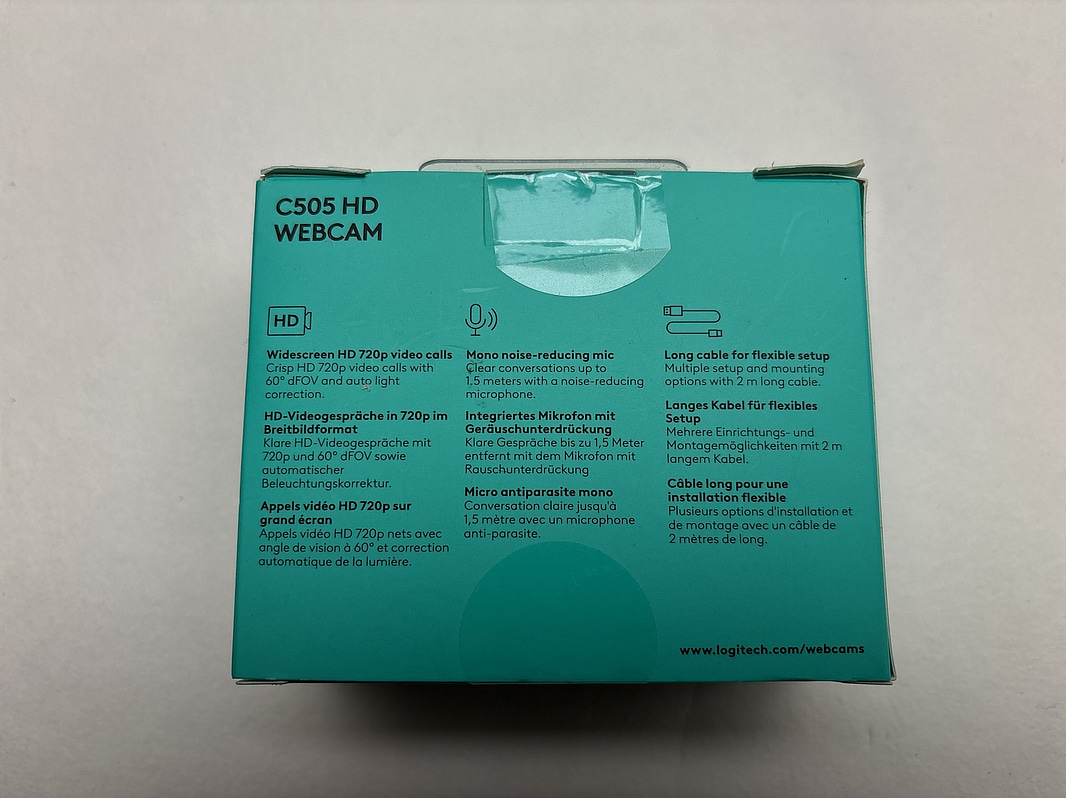 C505 HD
WEBCAM
HD
Widescreen HD 720p video calls
Crisp HD 720p video calls with
60° dFOV and auto light
correction.
HD-Videogespräche in 720p im
Breitbildformat
Klare HD-Videogespräche mit
720p und 60° dFOV sowie
automatischer
Beleuchtungskorrektur.
Appels vidéo HD 720p sur
grand écran
Appels vidéo HD 720p nets avec
angle de vision à 60° et correction
automatique de la lumière.
Mono noise-reducing mic
Clear conversations up to
1.5 meters with a noise-reducing
microphone.
Integriertes Mikrofon mit
Geräuschunterdrückung
Klare Gespräche bis zu 1,5 Meter
entfernt mit dem Mikrofon mit
Rauschunterdrückung
Micro antiparasite mono
Conversation claire jusqu'à
1,5 mètre avec un microphone
anti-parasite.
Long cable for flexible setup
Multiple setup and mounting
options with 2 m long cable.
Langes Kabel für flexibles
Setup
Mehrere Einrichtungs- und
Montagemöglichkeiten mit 2 m
langem Kabel.
Câble long pour une
installation flexible
Plusieurs options d'installation et
de montage avec un câble de
2 mètres de long.
www.logitech.com/webcams